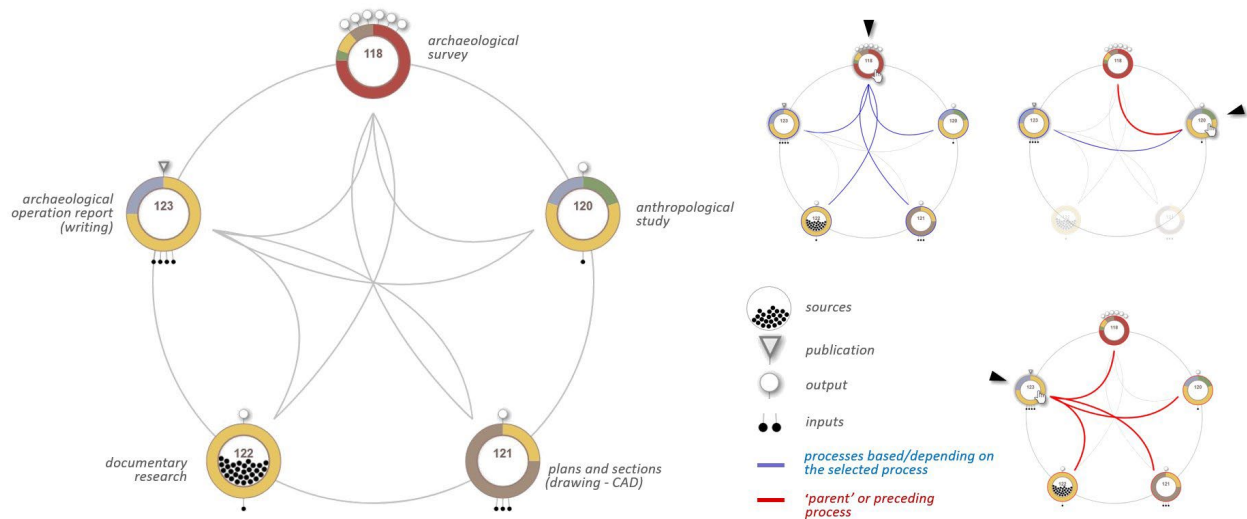 118
archaeological
survey
archaeological
operation report
(writing)
123
120
anthropological
study
documentary
research
122
121
plans and sections
(drawing - CAD)
118
123
120
122
121
118
123
120
sources
publication
output
inputs
processes based/depending on
the selected process
'parent' or preceding
process
118
123
120
122
121